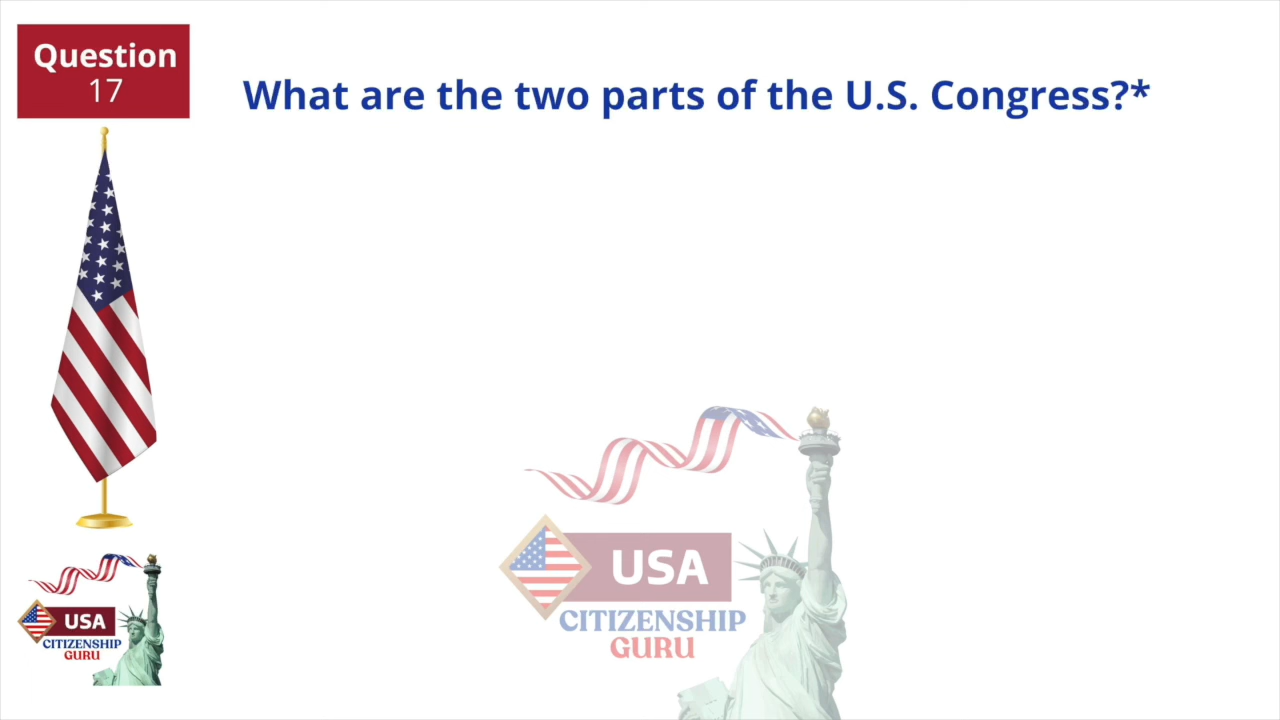 Question
17
What are the two parts of the U.S. Congress?*
USA
CITIZENSHIP
GURU
USA
CITIZENSHIP
GURU